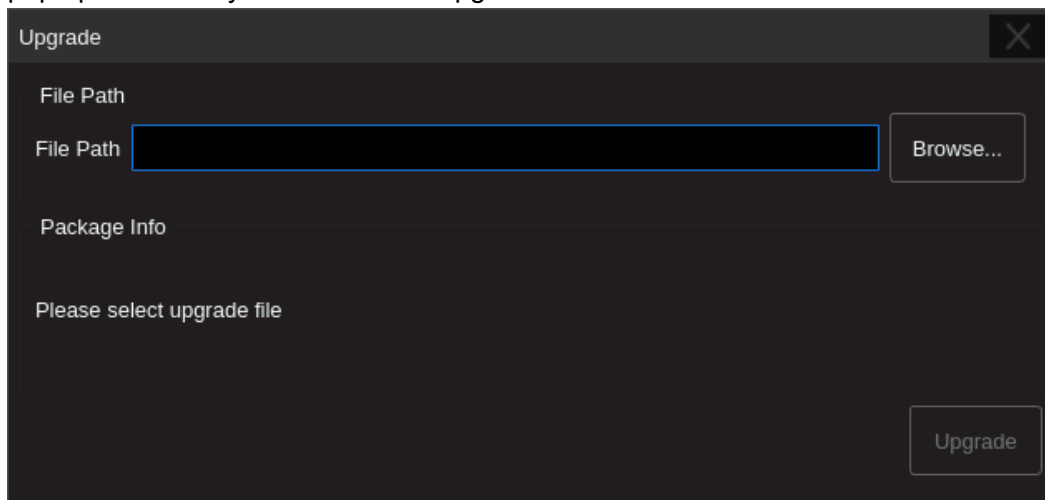 Upgrade
File Path
File Path
Browse...
Package Info
Please select upgrade file
Upgrade